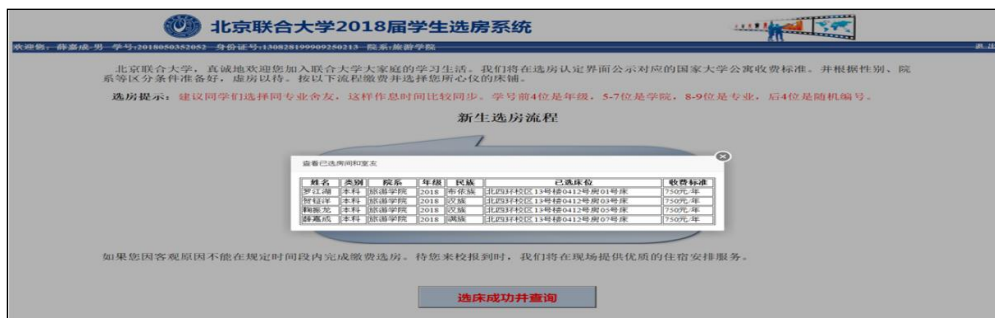 北京联合大学2018届学生选房系统
欢迎您: 薛嘉成-男 学号:2018050352052 身份证号:130828199909250213 院系:旅游学院
退出
北京联合大学，真诚地欢迎您加入联合大学大家庭的学习生活。我们将在选房认定界面公示对应的国家大学公寓收费标准。并根据性别、院
系等区分条件准备好，虚房以待。按以下流程缴费并选择您所心仪的床铺。
选房提示：建议同学们选择同专业舍友，这样作息时间比较同步。学号前4位是年级，5-7位是学院，8-9位是专业，后4位是随机编号。
新生选房流程
查看已选房间和室友
姓名 类别 院系 年级 民族 已选床位 收费标准
罗江湖 本科 旅游学院 2018 布依族 北四环校区13号楼0412号房01号床 750元/年
贺钰洋 本科 旅游学院 2018 汉族 北四环校区13号楼0412号房03号床 750元/年
鞠振龙 本科 旅游学院 2018 汉族 北四环校区13号楼0412号房05号床 750元/年
薛嘉成 本科 旅游学院 2018 满族 北四环校区13号楼0412号房07号床 750元/年
如果您因客观原因不能在规定时间段内完成缴费选房。待您来校报到时，我们将在现场提供优质的住宿安排服务。
选床成功并查询